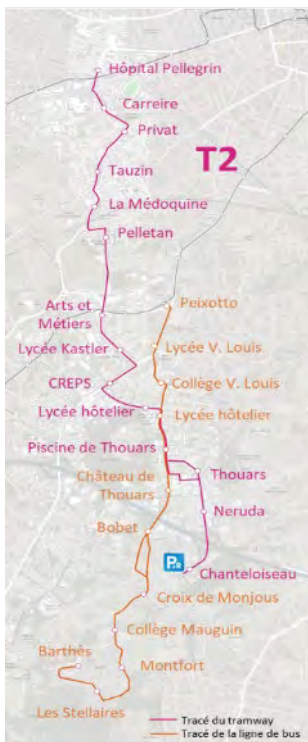 Hôpital Pellegrin
Carreire
Privat
T2
Tauzin
La Médoquine
Pelletan
Peixotto
Arts et
Métiers
Lycée V. Louis
Lycée Kastler
CREPS
Collège V. Louis
Lycée hôtelier
Lycée hôtelier
Piscine de Thouars
Château de
Thouars
Thouars
Neruda
Bobet
P+R
Chanteloiseau
Croix de Monjous
Collège Mauguin
Barthès
Montfort
Les Stellaires
Tracé du tramway
Tracé de la ligne de bus